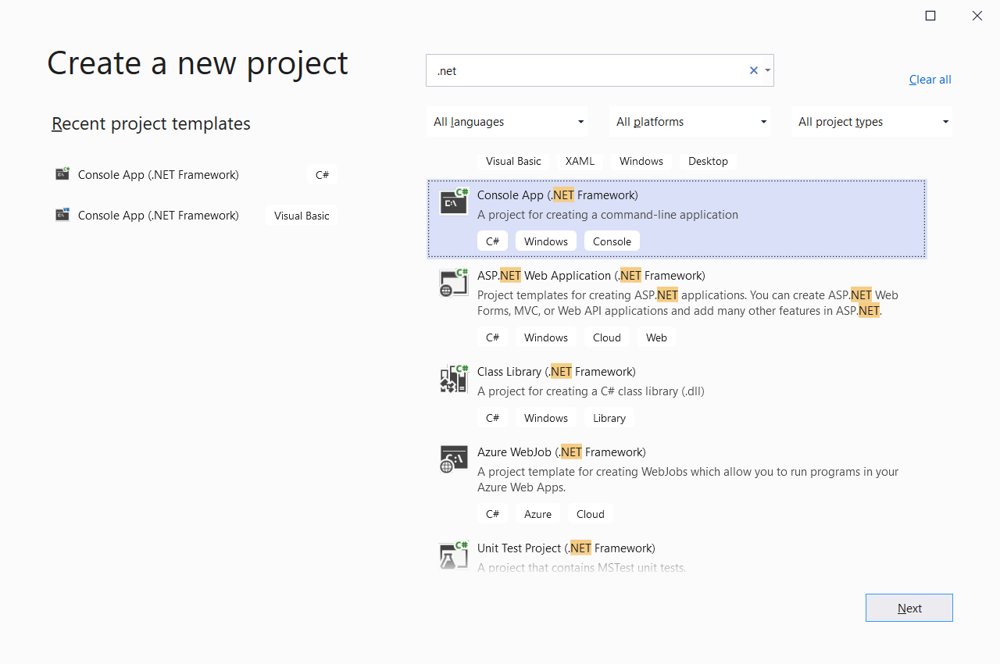 Create a new project
Recent project templates
Console App (.NET Framework) C#
Console App (.NET Framework) Visual Basic
.net
Clear all
All languages All platforms All project types
Visual Basic XAML Windows Desktop
Console App (.NET Framework)
A project for creating a command-line application
C# Windows Console
ASP.NET Web Application (.NET Framework)
Project templates for creating ASP.NET applications. You can create ASP.NET Web
Forms, MVC, or Web API applications and add many other features in ASP.NET.
C# Windows Cloud Web
Class Library (.NET Framework)
A project for creating a C# class library (.dll)
C# Windows Library
Azure WebJob (.NET Framework)
A project template for creating WebJobs which allow you to run programs in your
Azure Web Apps.
C# Azure Cloud
Unit Test Project (.NET Framework)
A project that contains MSTest unit tests.
Next